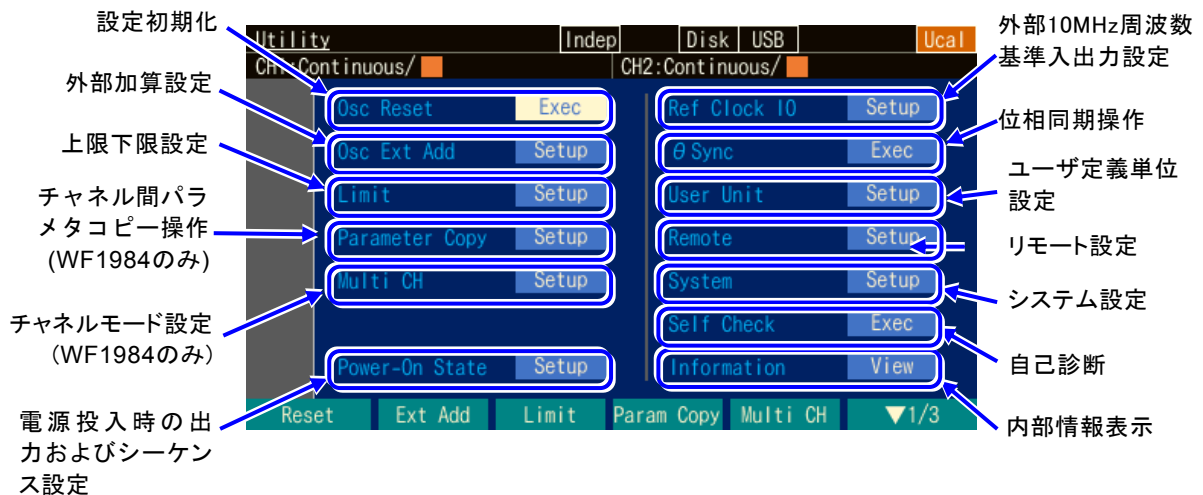 設定初期化
外部加算設定
上限下限設定
チャネル間パラ
メタコピー操作
(WF1984のみ)
チャネルモード設定
(WF1984のみ)
電源投入時の出
力およびシーケン
ス設定
Utility Indep Disk USB Ucal
CH1:Continuous/ CH2:Continuous/
Osc Reset Exec Ref Clock IO Setup
Osc Ext Add Setup θSync Exec
Limit Setup User Unit Setup
Parameter Copy Setup Remote Setup
Multi CH Setup System Setup
Self Check Exec
Power-On State Setup Information View
Reset Ext Add Limit Param Copy Multi CH ▼1/3
外部10MHz周波数
基準入出力設定
位相同期操作
ユーザ定義単位
設定
リモート設定
システム設定
自己診断
内部情報表示